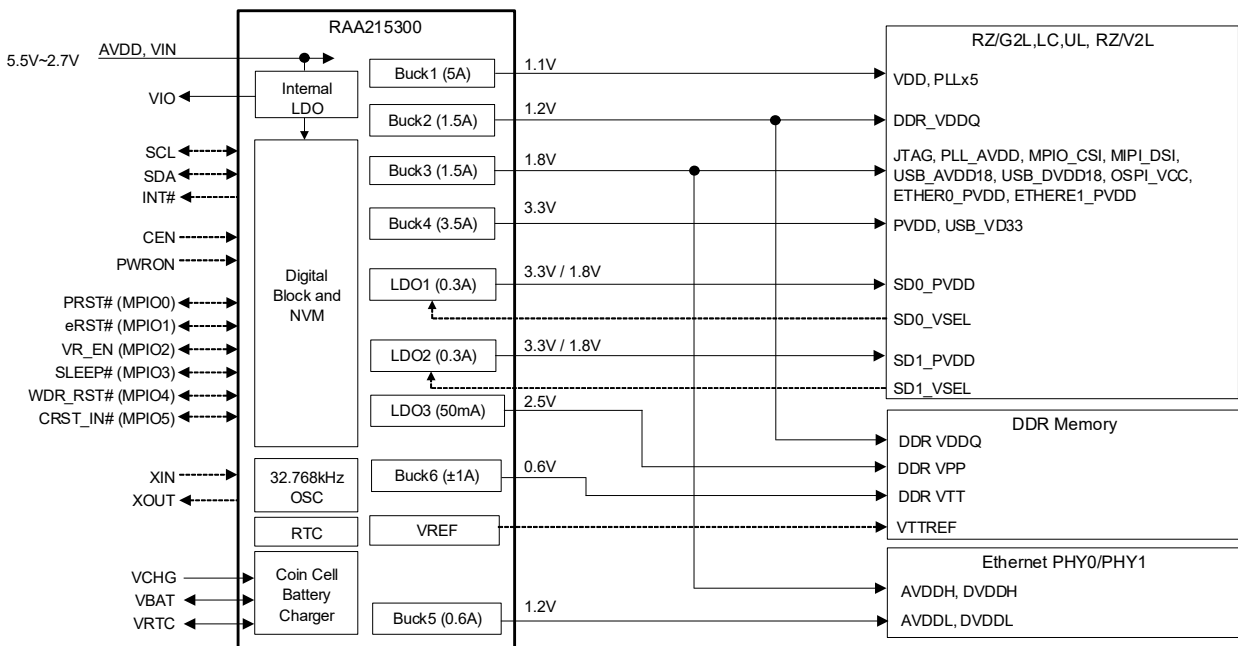 RAA215300
5.5V~2.7V
AVDD, VIN
Internal
LDO
VIO
SCL
SDA
INT#
CEN
PWRON
PRST# (MPIO0)
eRST# (MPIO1)
VR_EN (MPIO2)
SLEEP# (MPIO3)
WDR_RST# (MPIO4)
CRST_IN# (MPIO5)
Digital
Block and
NVM
XIN
XOUT
32.768kHz
OSC
RTC
VCHG
VBAT
VRTC
Coin Cell
Battery
Charger
Buck1 (5A)
1.1V
Buck2 (1.5A)
1.2V
Buck3 (1.5A)
1.8V
Buck4 (3.5A)
3.3V
LDO1 (0.3A)
3.3V / 1.8V
LDO2 (0.3A)
3.3V / 1.8V
LDO3 (50mA)
2.5V
Buck6 (±1A)
0.6V
VREF
Buck5 (0.6A)
1.2V
RZ/G2L,LC,UL, RZ/V2L
VDD, PLLx5
DDR_VDDQ
JTAG, PLL_AVDD, MPIO_CSI, MIPI_DSI,
USB_AVDD18, USB_DVDD18, OSPI_VCC,
ETHER0_PVDD, ETHERE1_PVDD
PVDD, USB_VD33
SD0_PVDD
SD0_VSEL
SD1_PVDD
SD1_VSEL
DDR Memory
DDR VDDQ
DDR VPP
DDR VTT
VTTREF
Ethernet PHY0/PHY1
AVDDH, DVDDH
AVDDL, DVDDL